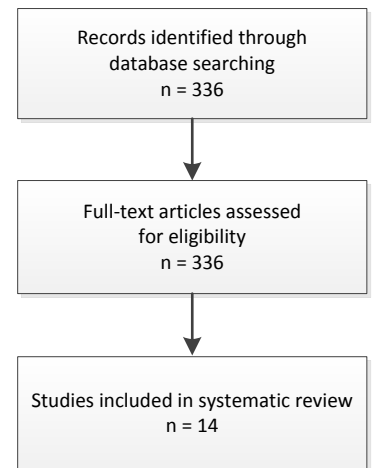 Records identified through
database searching
n = 336
Full-text articles assessed
for eligibility
n = 336
Studies included in systematic review
n = 14